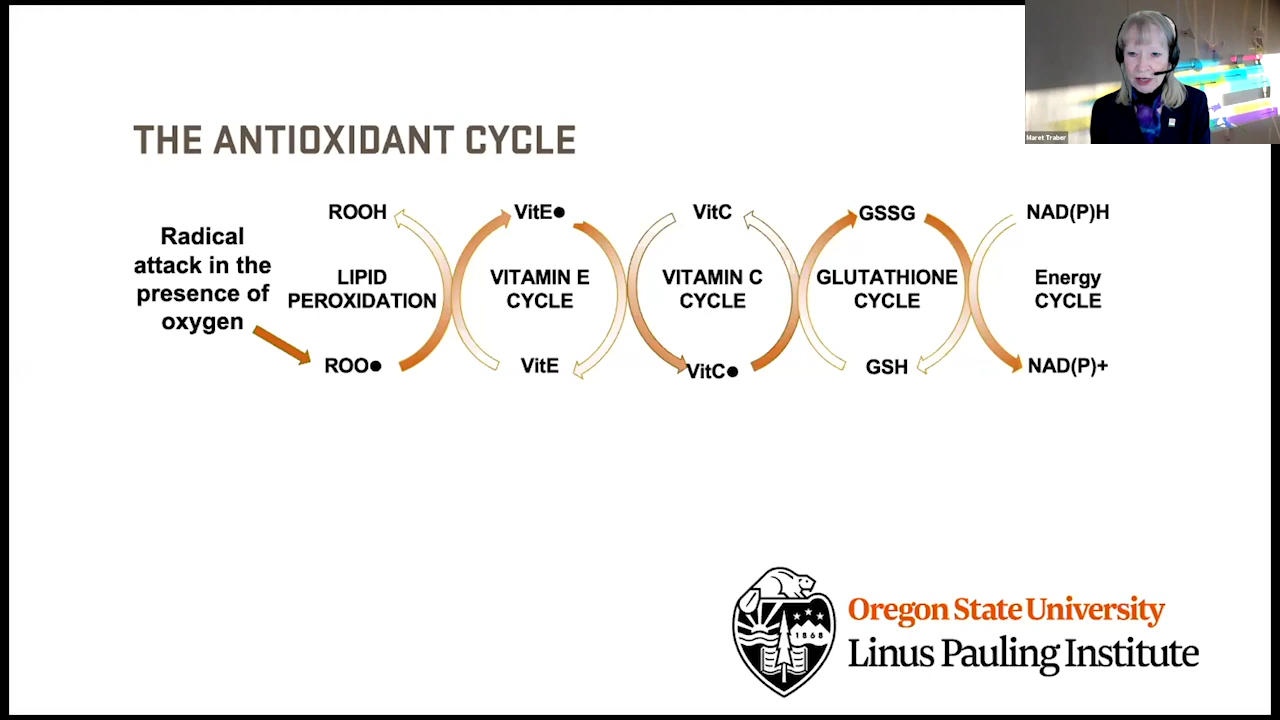 Maret Traber
THE ANTIOXIDANT CYCLE
Radical
attack in the
presence of
oxygen
ROOH
LIPID
PEROXIDATION
ROO●
VitE●
VITAMIN E
CYCLE
VitE
VitC
VITAMIN C
CYCLE
VitC●
GSSG
GLUTATHIONE
CYCLE
GSH
NAD(P)H
Energy
CYCLE
NAD(P)+
1868
Oregon State University
Linus Pauling Institute